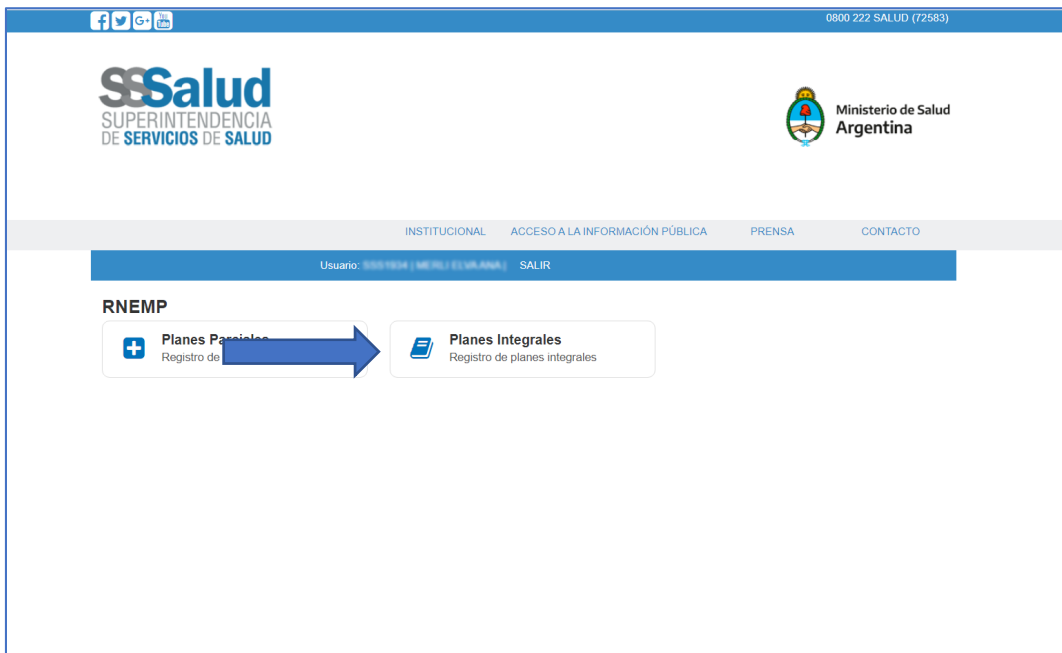 0800 222 SALUD (72583)
SSSalud
SUPERINTENDENCIA
DE SERVICIOS DE SALUD
Ministerio de Salud
Argentina
INSTITUCIONAL ACCESO A LA INFORMACIÓN PÚBLICA PRENSA CONTACTO
Usuario: SALIR
RNEMP
Planes
Registro de
Planes Integrales
Registro de planes integrales